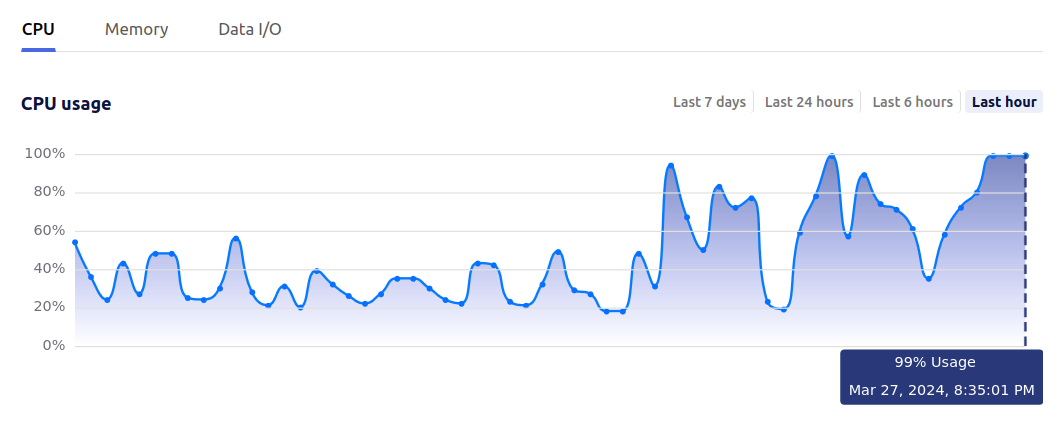 CPU Memory Data I/O
CPU usage Last 7 days Last 24 hours Last 6 hours Last hour
100%
80%
60%
40%
20%
0%
99% Usage
Mar 27, 2024, 8:35:01 PM